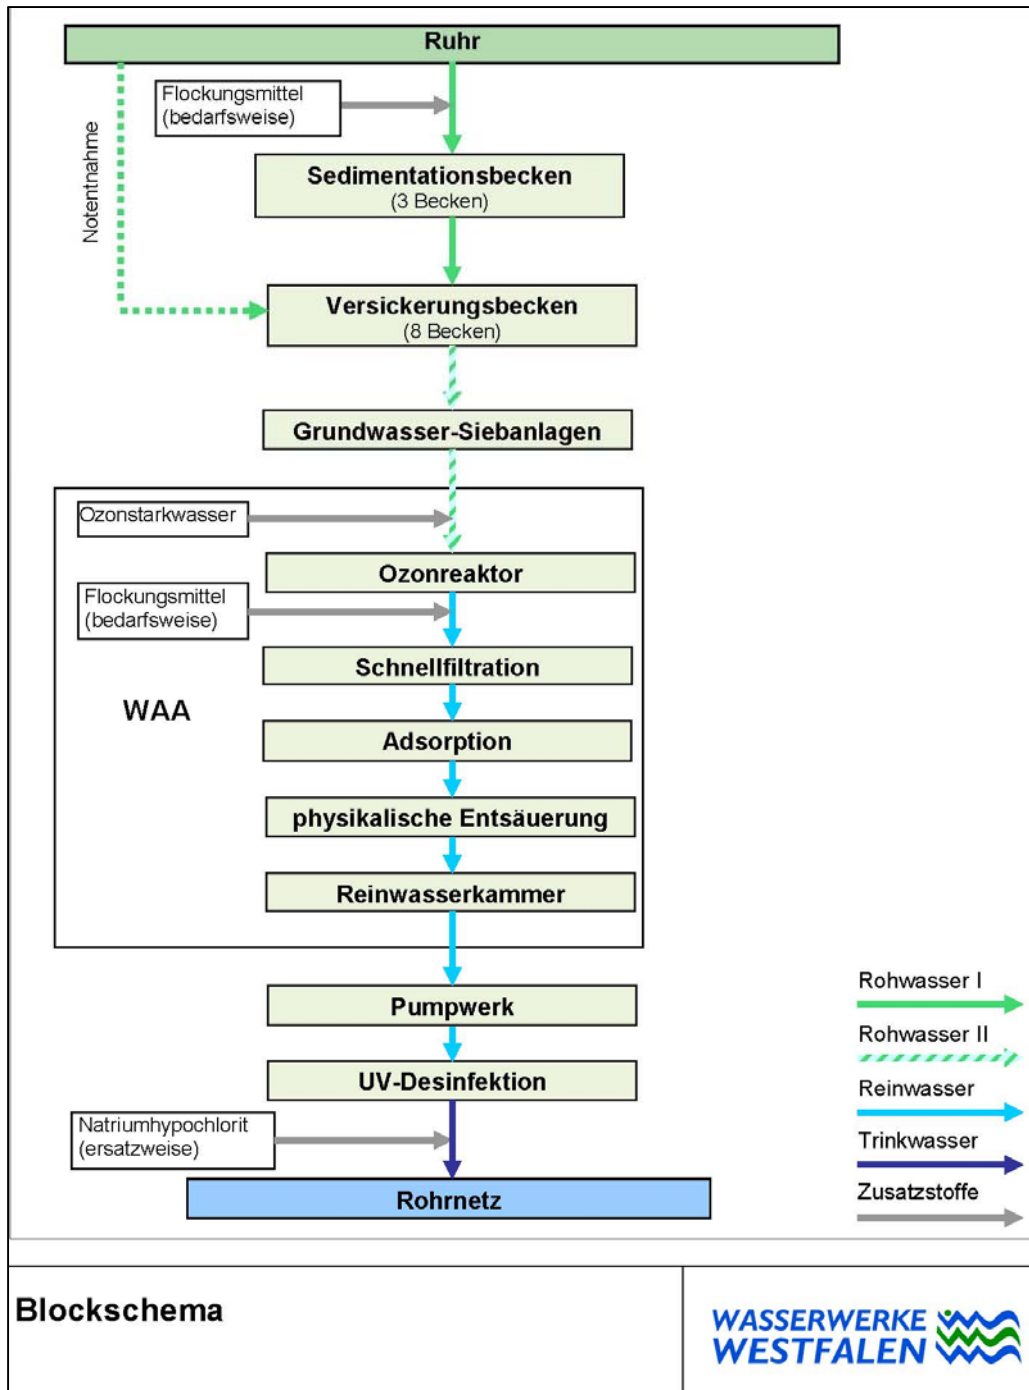 Ruhr
Flockungsmittel
(bedarfsweise)
Notentnahme
Sedimentationsbecken
(3 Becken)
Versickerungsbecken
(8 Becken)
Grundwasser-Siebanlagen
Ozonstarkwasser
Ozonreaktor
Flockungsmittel
(bedarfsweise)
Schnellfiltration
WAA
Adsorption
physikalische Entsäuerung
Reinwasserkammer
Pumpwerk
UV-Desinfektion
Natriumhypochlorit
(ersatzweise)
Rohrnetz
Rohwasser I
Rohwasser II
Reinwasser
Trinkwasser
Zusatzstoffe
Blockschema
WASSERWERKE
WESTFALEN